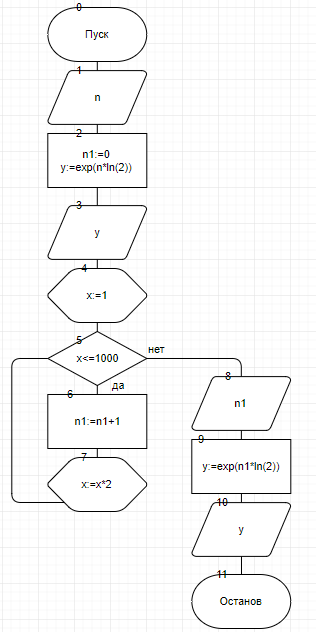 0
Пуск
1
n
2
n1:=0
y:=exp(n*ln(2))
3
y
4
x:=1
5
x<=1000
нет
да
6
n1:=n1+1
7
x:=x*2
8
n1
9
y:=exp(n1*ln(2))
10
y
11
Останов